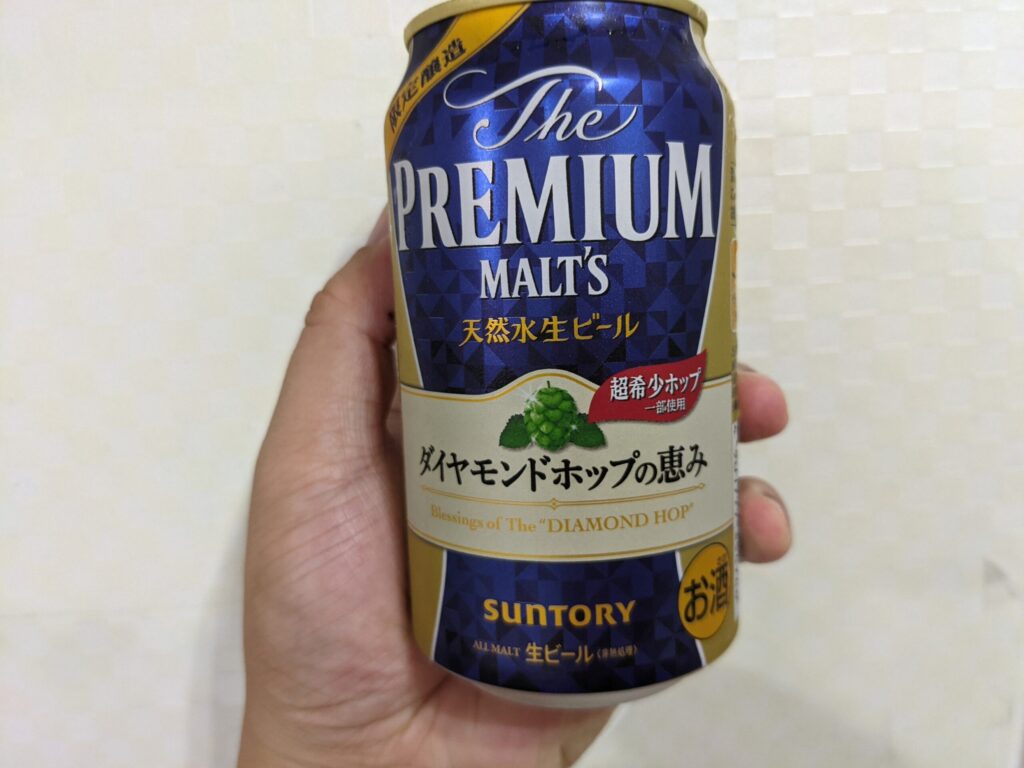 限定醸造
The
PREMIUM
MALT'S
天然水生ビール
超希少ホップ
一部使用
ダイヤモンドホップの恵み
Blessings of The "DIAMOND HOP"
お酒
SUNTORY
ALL MALT 生ビール(非熱処理)